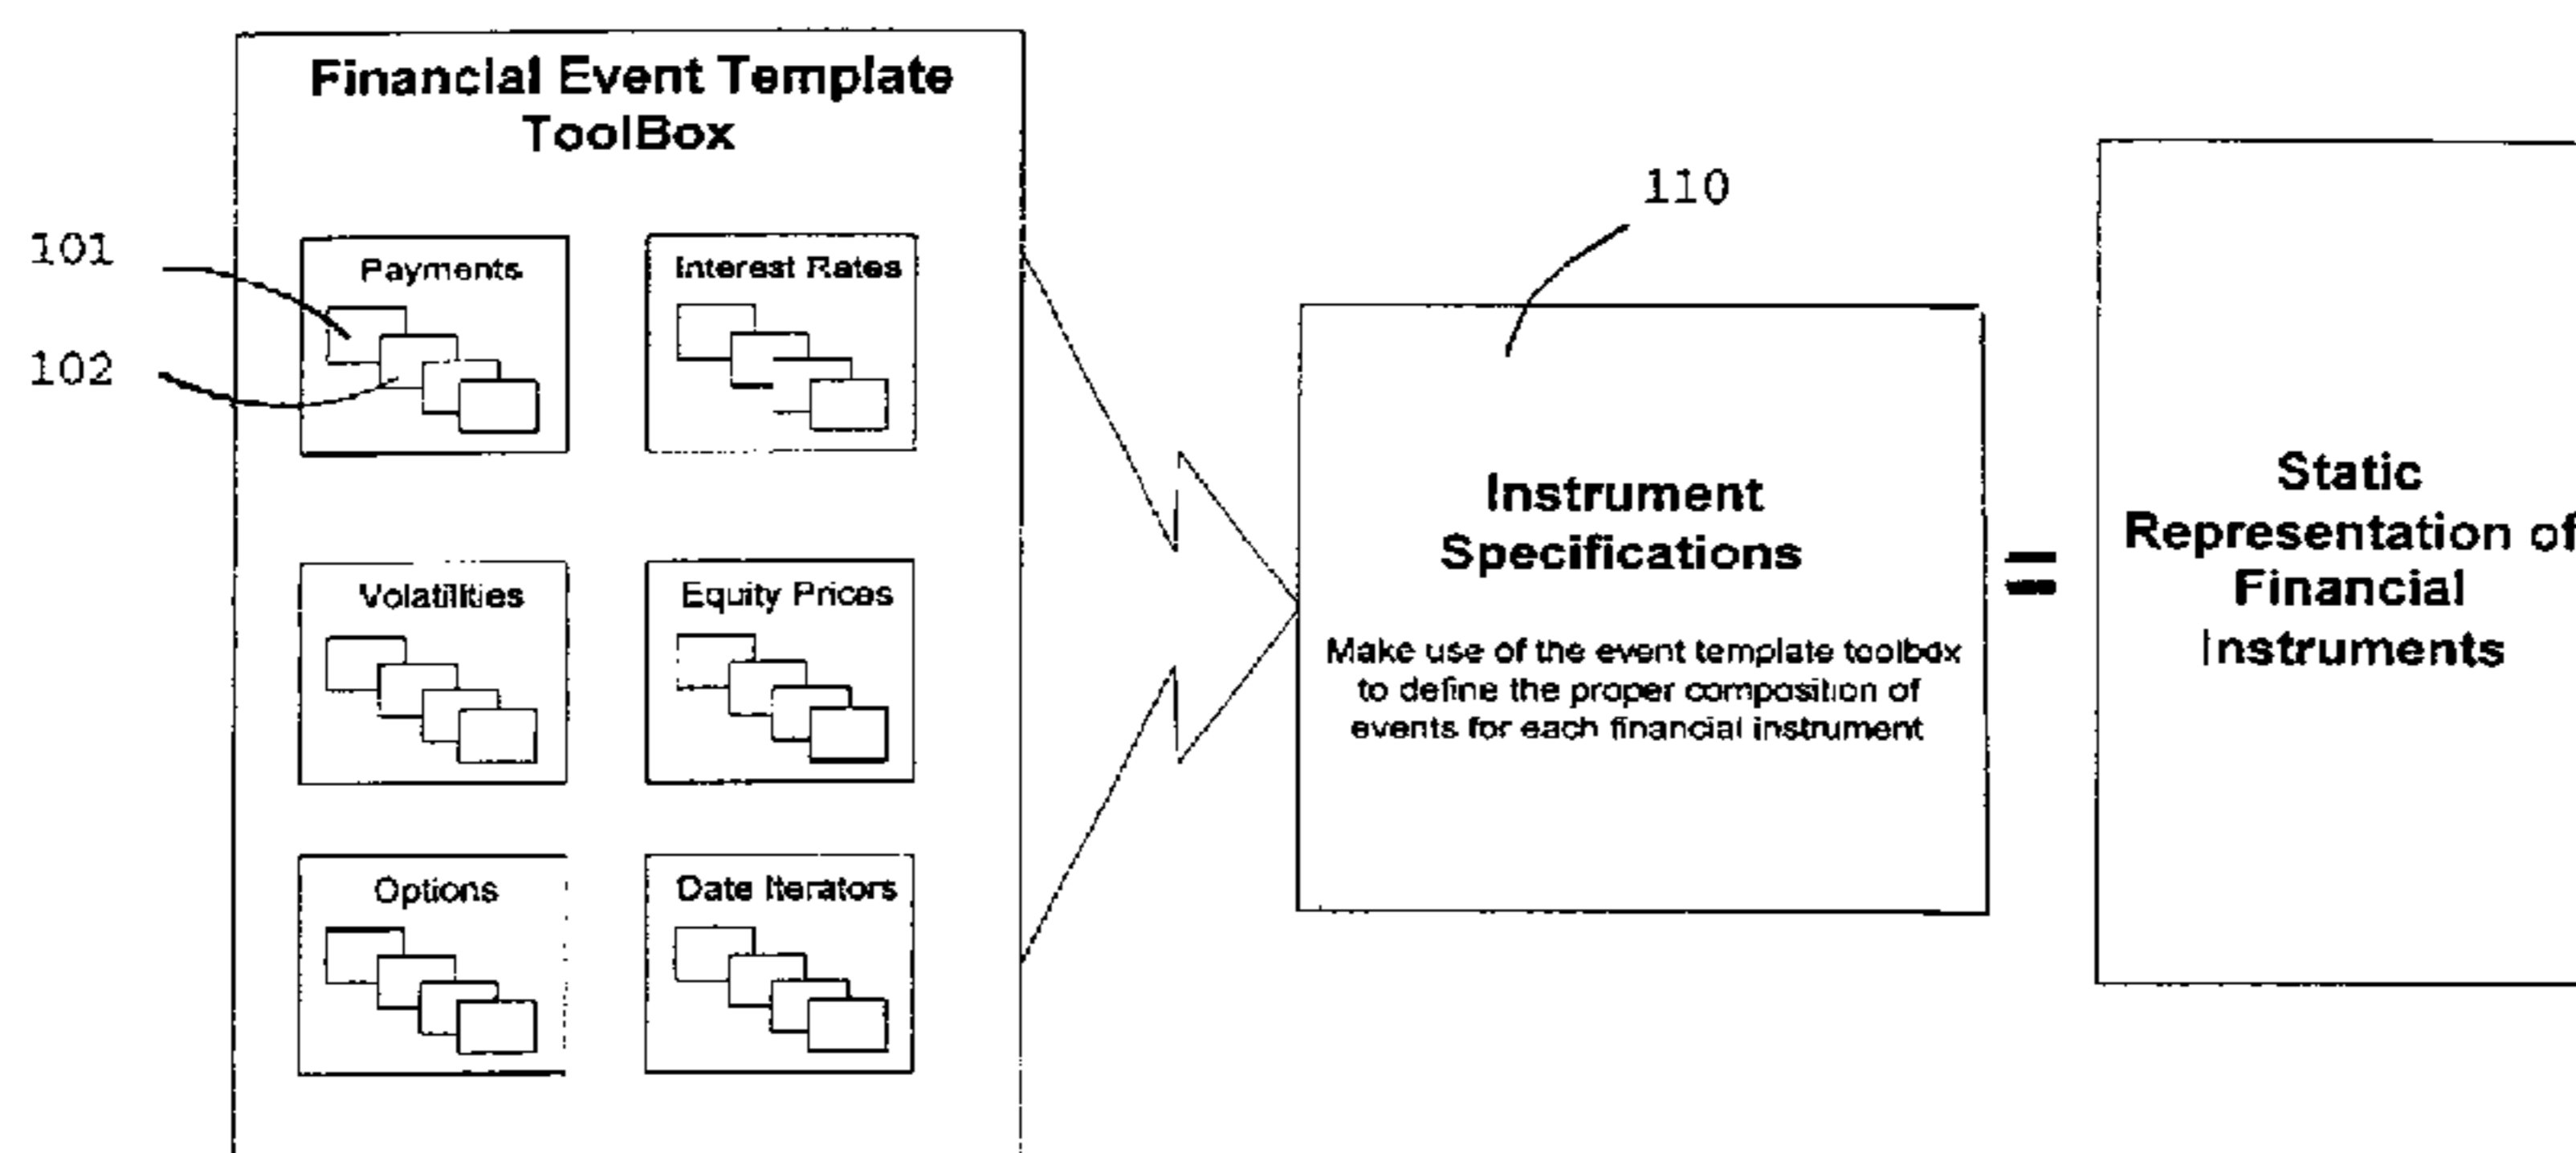 Financial Event Template
ToolBox
101
102
Payments
Interest Rates
Volatilities
Equity Prices
Options
Date Iterators
110
Instrument
Specifications
Make use of the event template toolbox
to define the proper composition of
events for each financial instrument
=
Static
Representation of
Financial
Instruments